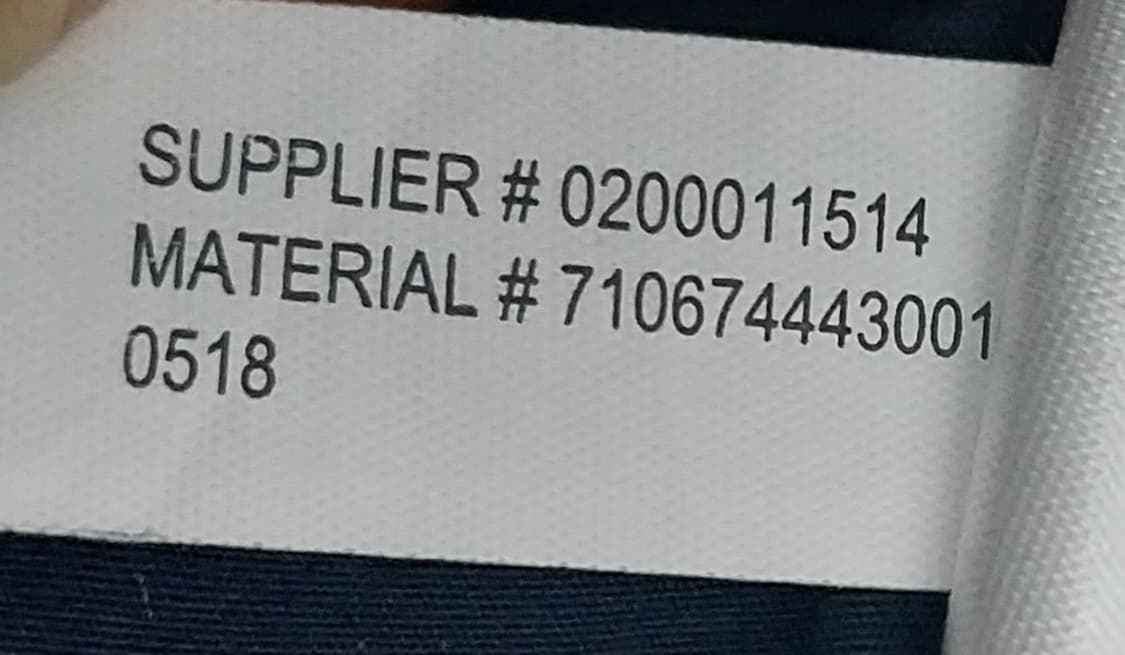 SUPPLIER # 0200011514
MATERIAL # 710674443001
0518